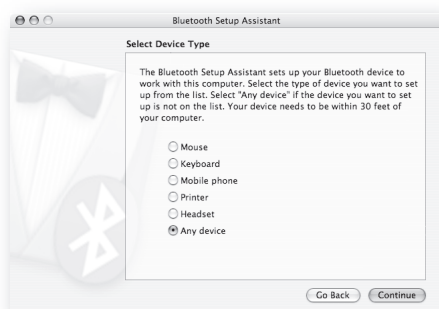 Bluetooth Setup Assistant
Select Device Type
The Bluetooth Setup Assistant sets up your Bluetooth device to
work with this computer. Select the type of device you want to set
up from the list. Select "Any device" if the device you want to set
up is not on the list. Your device needs to be within 30 feet of
your computer.
Mouse
Keyboard
Mobile phone
Printer
Headset
Any device
Go Back Continue